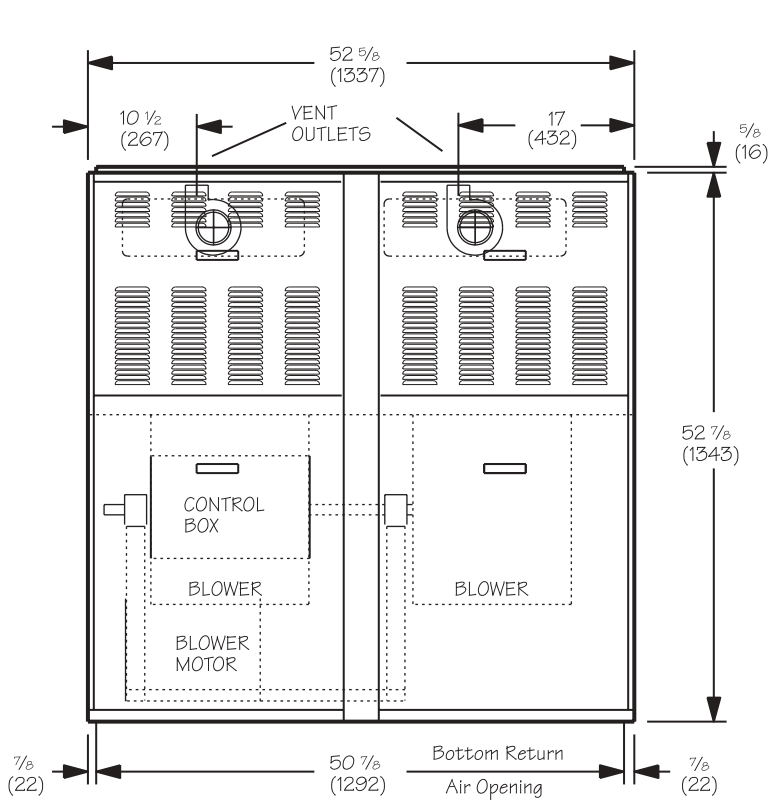 52 5/8
(1337)
10 1/2
(267)
VENT
OUTLETS
17
(432)
5/8
(16)
52 7/8
(1343)
CONTROL
BOX
BLOWER
BLOWER
BLOWER
MOTOR
7/8
(22)
50 7/8
(1292)
Bottom Return
Air Opening
7/8
(22)